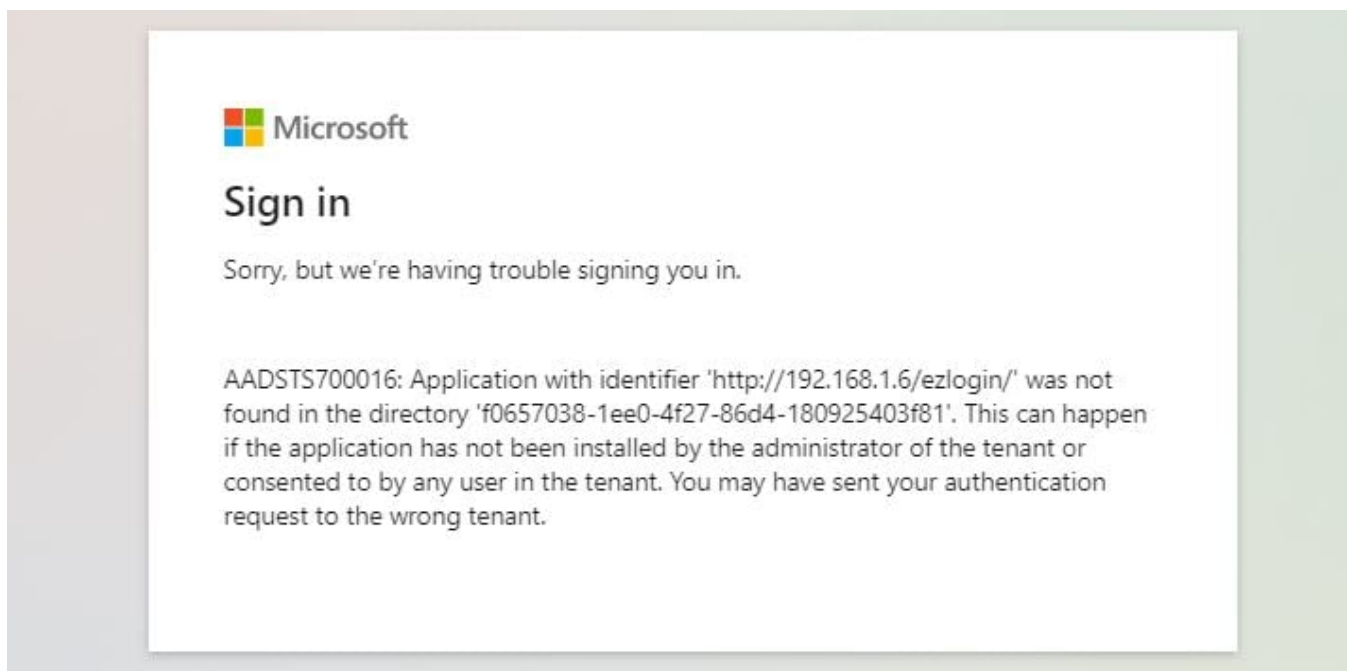 Microsoft
Sign in
Sorry, but we're having trouble signing you in.
AADSTS700016: Application with identifier 'http://192.168.1.6/ezlogin/' was not
found in the directory 'f0657038-1ee0-4f27-86d4-180925403f81'. This can happen
if the application has not been installed by the administrator of the tenant or
consented to by any user in the tenant. You may have sent your authentication
request to the wrong tenant.